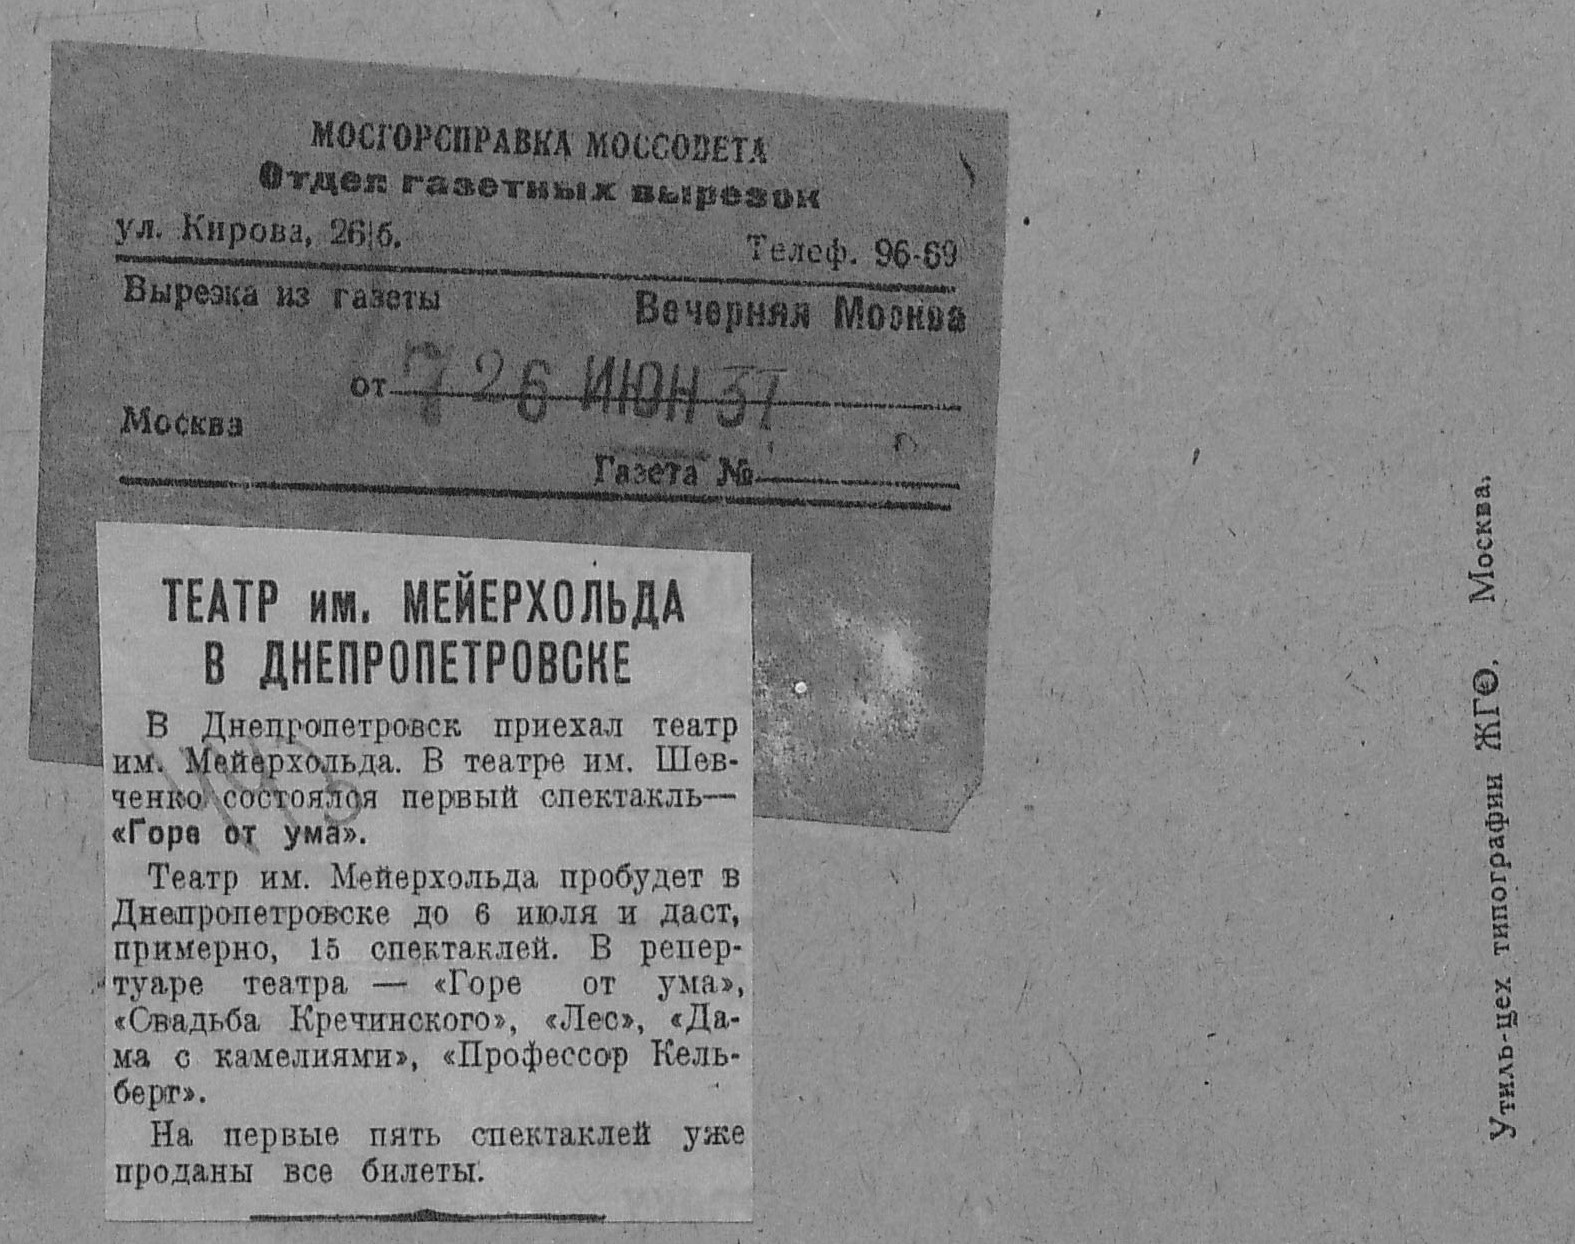 МОСГОРСПРАВКА МОССОВЕТА
Отдел газетных вырезок
ул. Кирова, 26/б.
Телеф. 96-69
Вырезка из газеты
Вечерняя Москва
от 26 ИЮН 37
Москва
Газета №
ТЕАТР им. МЕЙЕРХОЛЬДА
В ДНЕПРОПЕТРОВСКЕ
В Днепропетровск приехал театр
им. Мейерхольда. В театре им. Шев-
ченко состоялся первый спектакль—
«Горе от ума».
Театр им. Мейерхольда пробудет в
Днепропетровске до 6 июля и даст,
примерно, 15 спектаклей. В репер-
туаре театра — «Горе от ума»,
«Свадьба Кречинского», «Лес», «Да-
ма с камелиями», «Профессор Кель-
берг».
На первые пять спектаклей уже
проданы все билеты.
Утиль-цех типографии ЖГО, Москва,